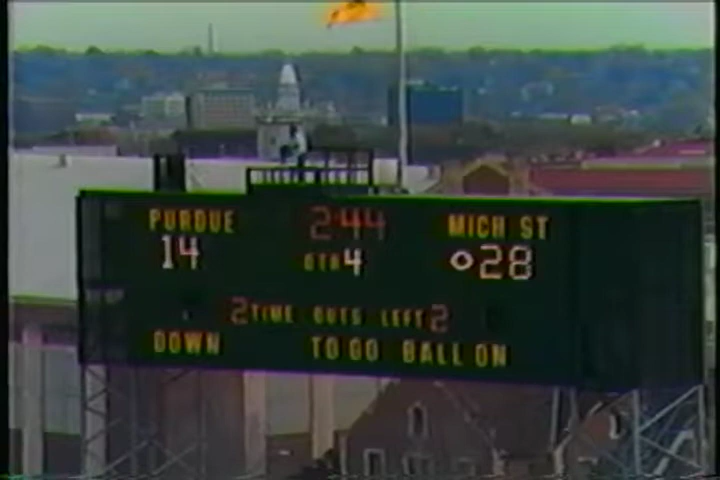 PURDUE 2:44 MICH ST
14 QTR 4 28
2 TIME OUTS LEFT 2
DOWN TO GO BALL ON